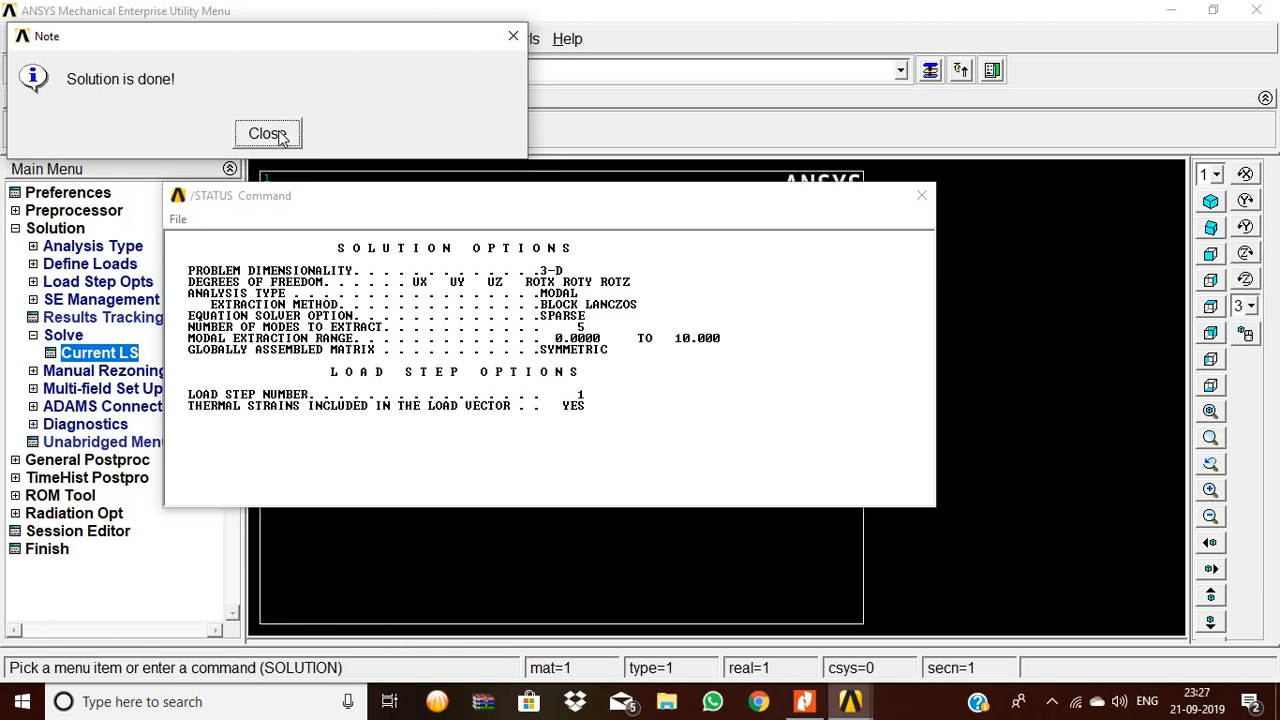 ANSYS Mechanical Enterprise Utility Menu
Note
Help
Solution is done!
Close
Main Menu
1
ANSYS
1
Preferences
Preprocessor
Solution
Analysis Type
Define Loads
Load Step Opts
SE Management
Results Tracking
Solve
Current LS
Manual Rezoning
Multi-field Set Up
ADAMS Connect
Diagnostics
Unabridged Menu
General Postproc
TimeHist Postpro
ROM Tool
Radiation Opt
Session Editor
Finish
/STATUS Command
File
S O L U T I O N   O P T I O N S
PROBLEM DIMENSIONALITY. . . . . . . . . . . . .3-D
DEGREES OF FREEDOM. . . . . . UX   UY   UZ   ROTX ROTY ROTZ
ANALYSIS TYPE . . . . . . . . . . . . . . . . .MODAL
EXTRACTION METHOD. . . . . . . . . . . . . .BLOCK LANCZOS
EQUATION SOLVER OPTION. . . . . . . . . . . . .SPARSE
NUMBER OF MODES TO EXTRACT. . . . . . . . . . .    5
MODAL EXTRACTION RANGE. . . . . . . . . . . . .  0.0000     TO   10.000
GLOBALLY ASSEMBLED MATRIX . . . . . . . . . . .SYMMETRIC
L O A D   S T E P   O P T I O N S
LOAD STEP NUMBER. . . . . . . . . . . . . . . .     1
THERMAL STRAINS INCLUDED IN THE LOAD VECTOR . .   YES
3
Pick a menu item or enter a command (SOLUTION)
mat=1
type=1
real=1
csys=0
secn=1
Type here to search
5
ENG
23:27
21-09-2019
2